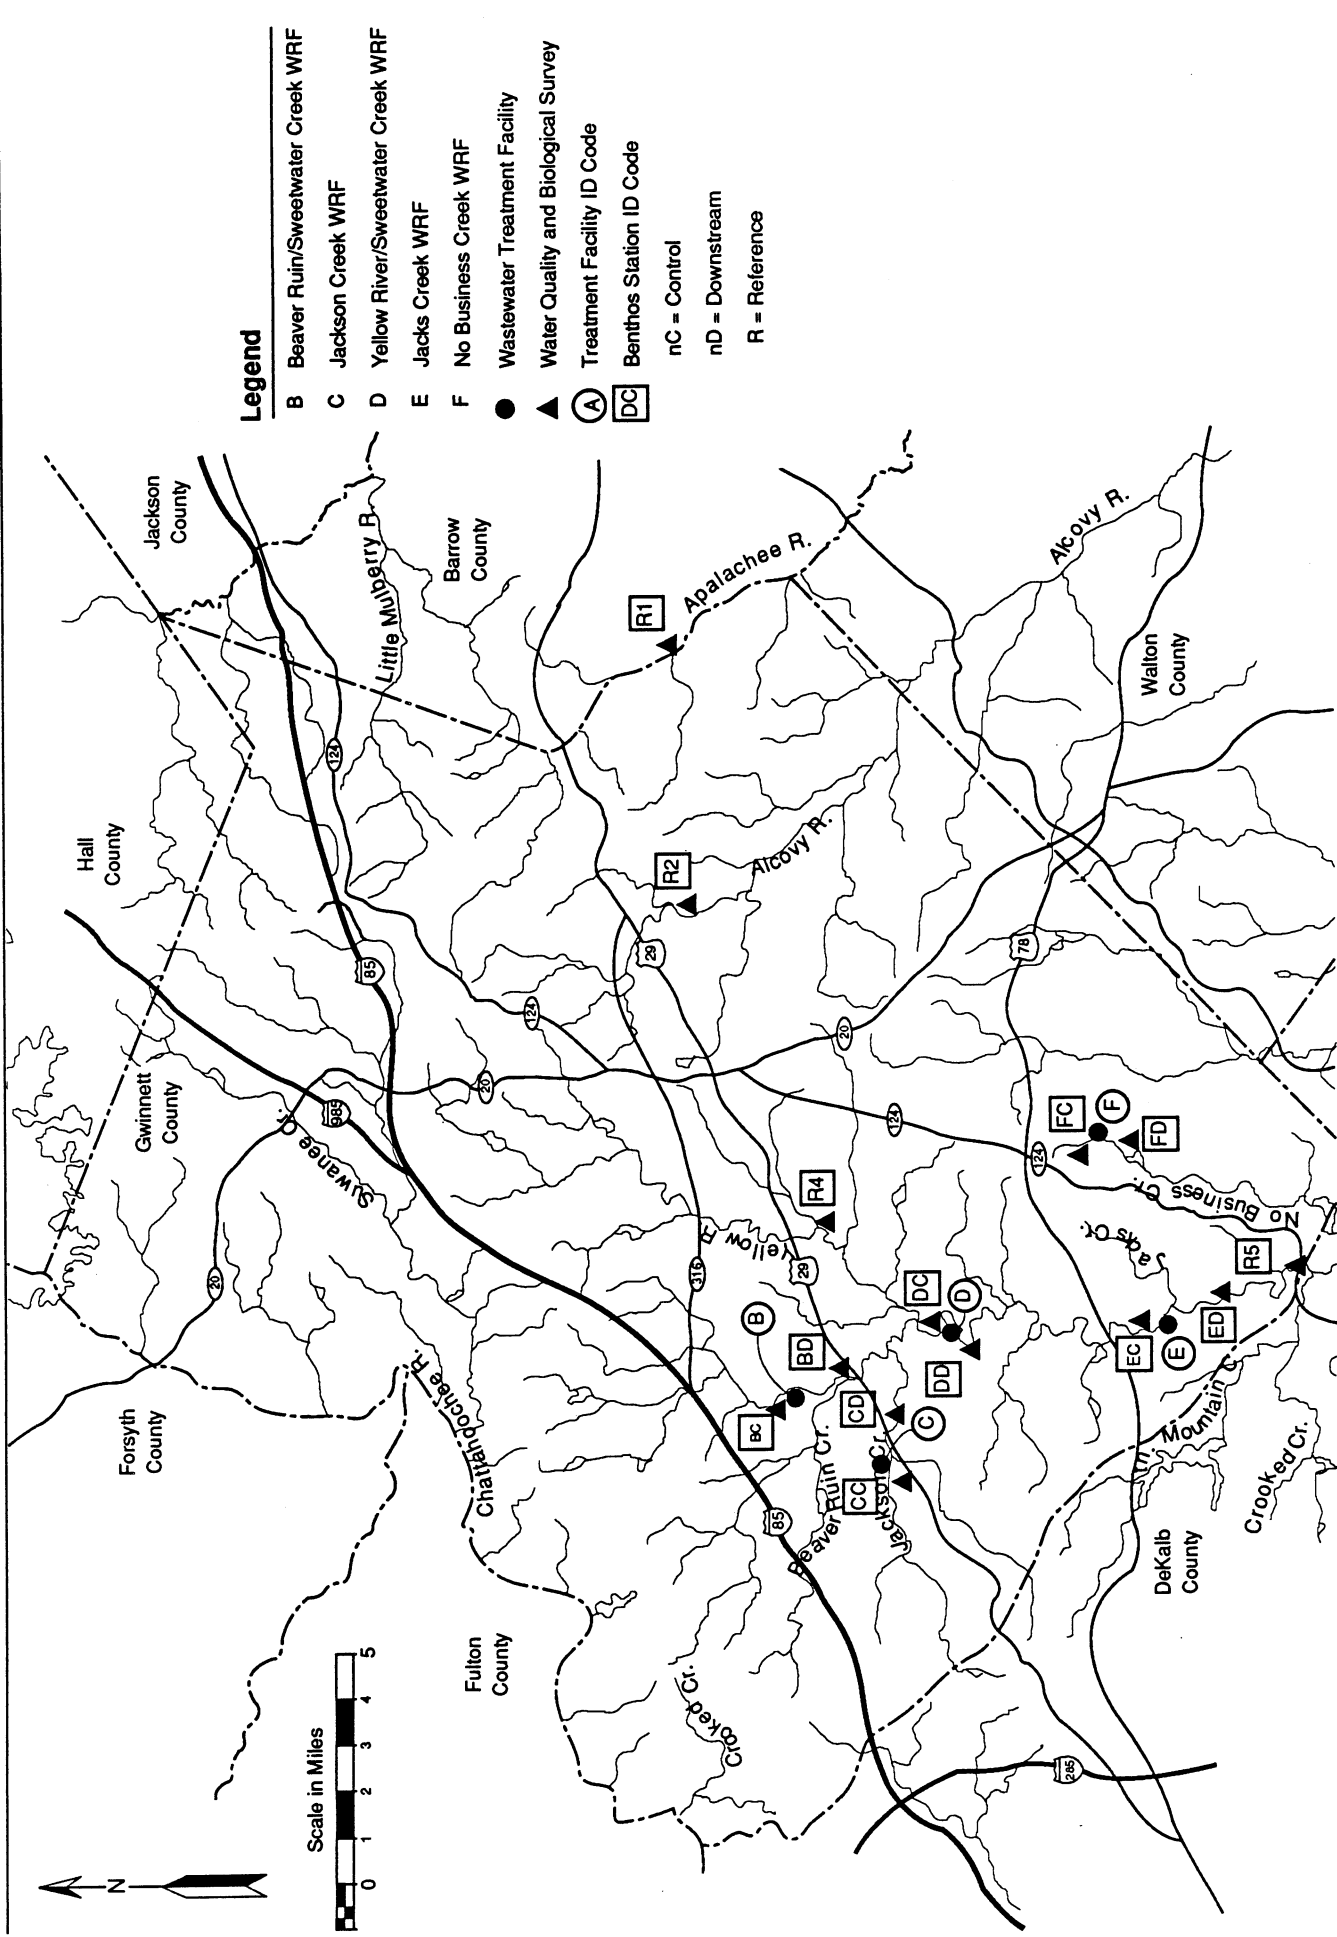 Legend
B Beaver Ruin/Sweetwater Creek WRF
C Jackson Creek WRF
D Yellow River/Sweetwater Creek WRF
E Jacks Creek WRF
F No Business Creek WRF
Wastewater Treatment Facility
Water Quality and Biological Survey
A Treatment Facility ID Code
DC Benthos Station ID Code
nC = Control
nD = Downstream
R = Reference
Jackson
County
Hall
County
Barrow
County
Little Mulberry R.
Gwinnett
County
Forsyth
County
Fulton
County
DeKalb
County
Walton
County
Apalachee R.
Alcovy R.
Alcovy R.
Suwanee Cr.
Chattahoochee R.
Yellow R.
Beaver Ruin Cr.
Jackson Cr.
Jacks Cr.
No Business Cr.
Mountain
Crooked Cr.
Crooked Cr.
R1
R2
R4
R5
B
BC
BD
C
CC
CD
D
DC
DD
E
EC
ED
F
FC
FD
85
85
985
285
124
124
124
124
20
20
20
29
29
78
316
N
Scale in Miles
0 1 2 3 4 5